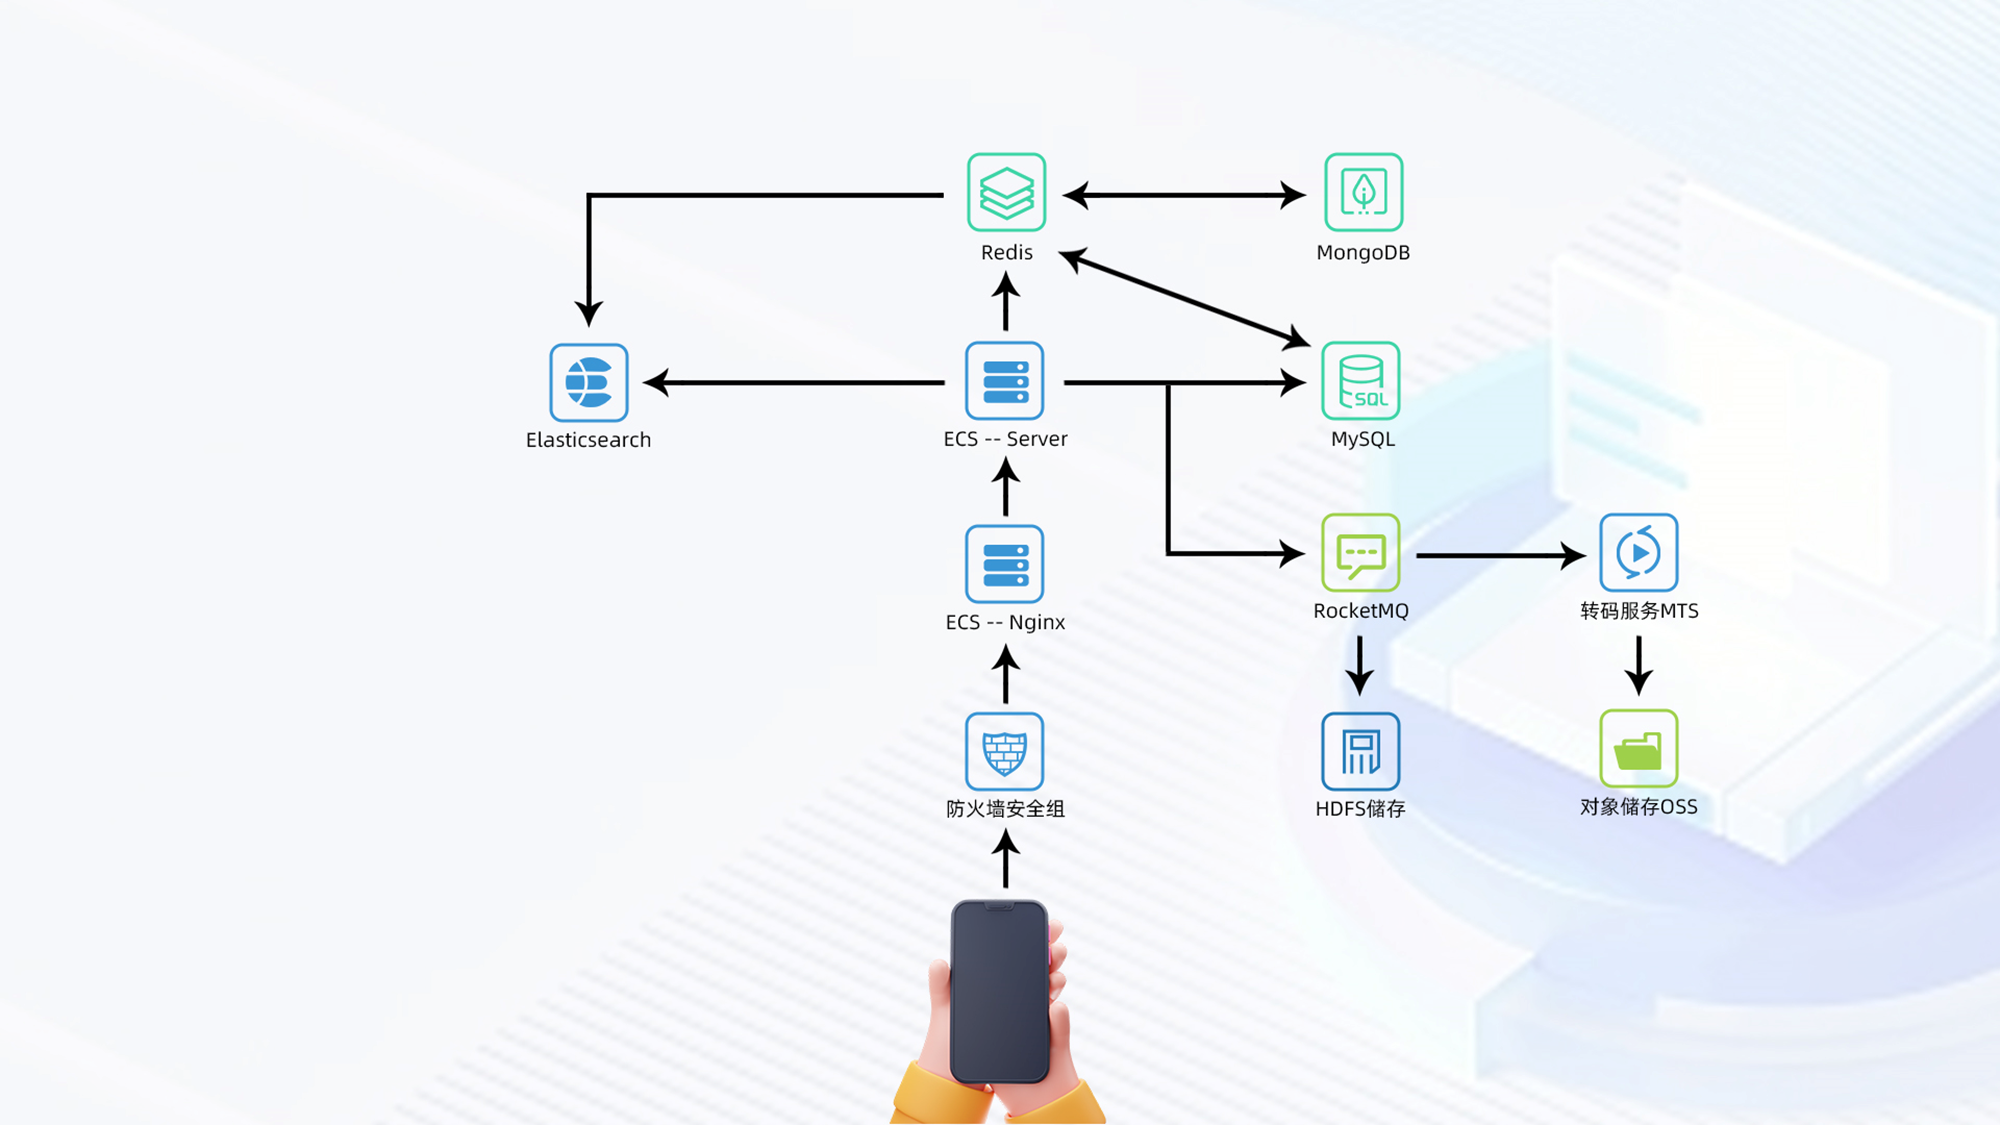 Redis
MongoDB
SQL
Elasticsearch
ECS -- Server
MySQL
ECS -- Nginx
RocketMQ
转码服务MTS
防火墙安全组
HDFS储存
对象储存OSS